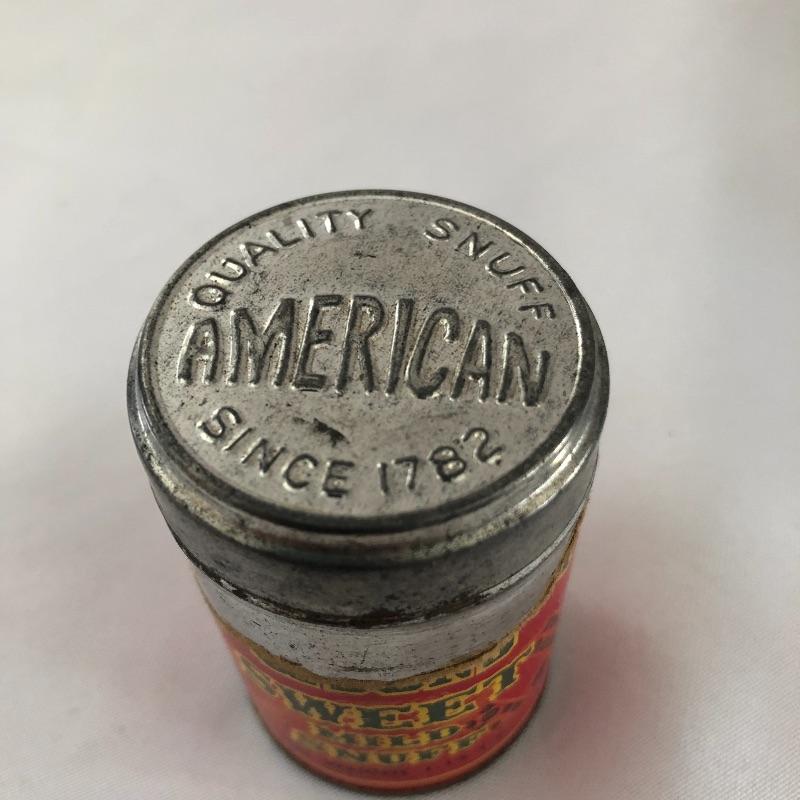 QUALITY SNUFF
AMERICAN
SINCE 1782
SWEET
MILD
SNUFF